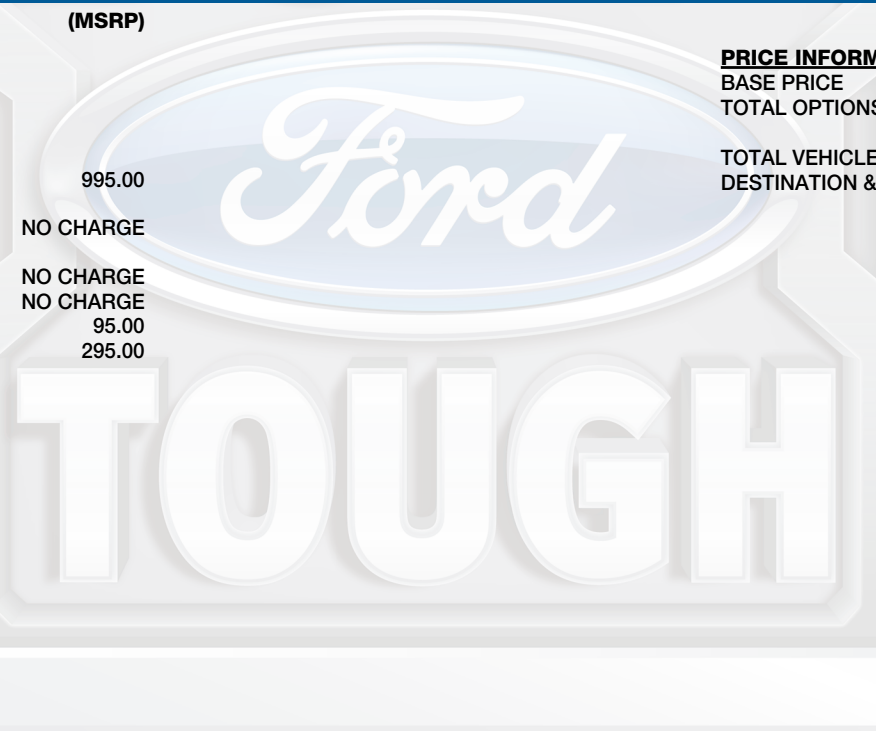 (MSRP)
995.00
NO CHARGE
NO CHARGE
NO CHARGE
95.00
295.00
PRICE INFORM
BASE PRICE
TOTAL OPTIONS
TOTAL VEHICLE
DESTINATION &
Ford
TOUGH